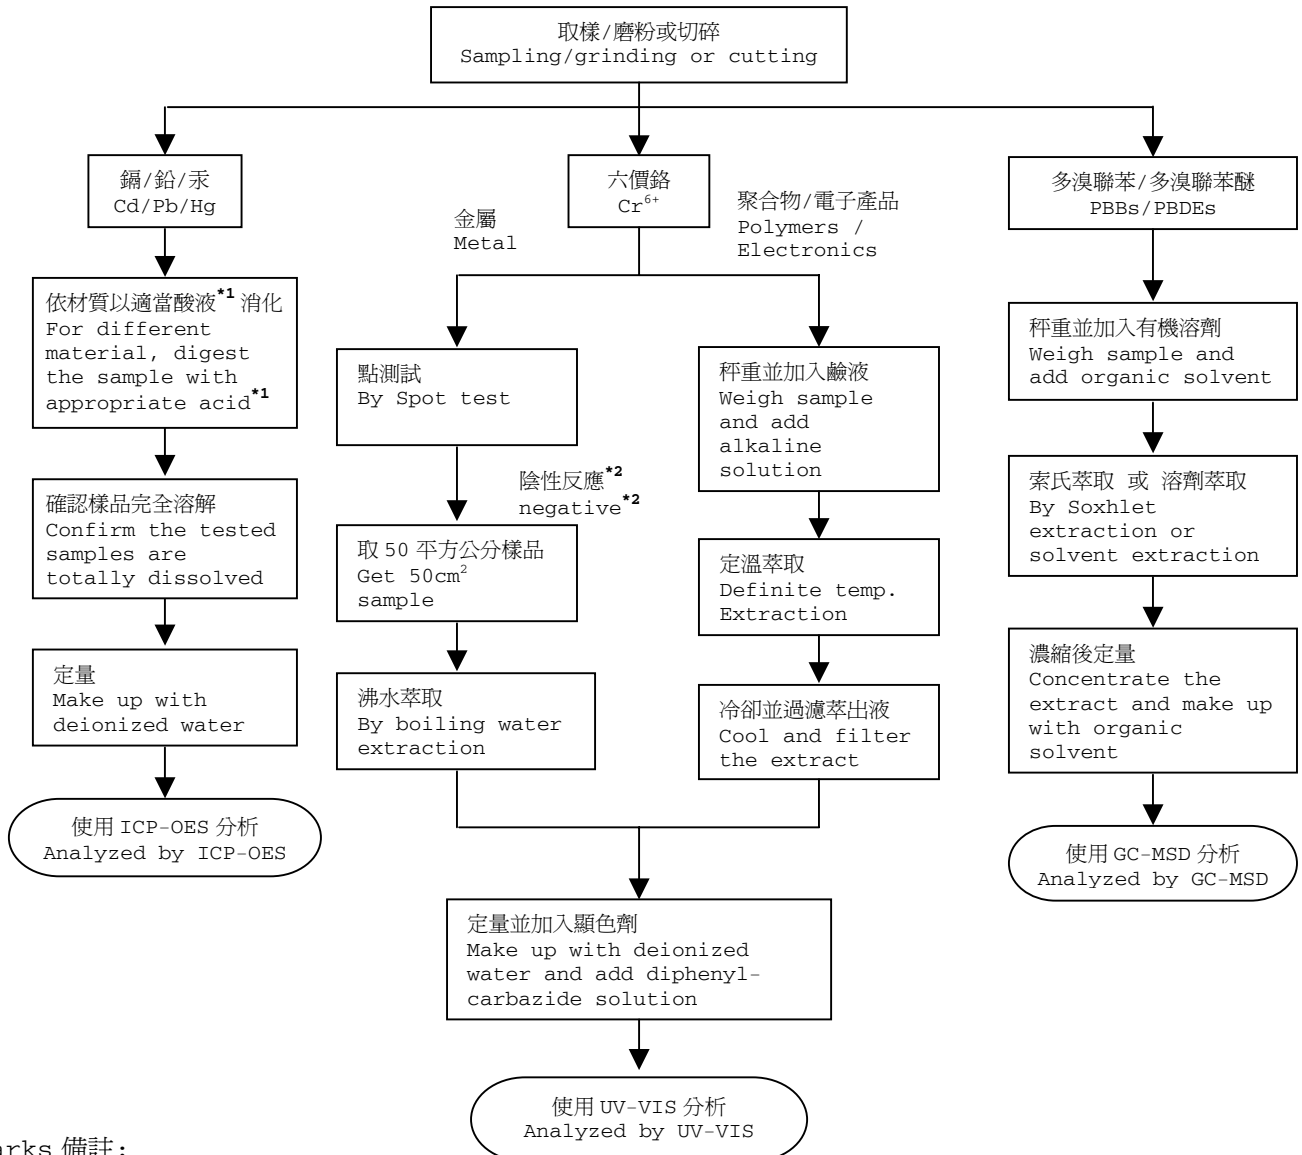 取樣/磨粉或切碎
Sampling/grinding or cutting
鎘/鉛/汞
Cd/Pb/Hg
依材質以適當酸液*1 消化
For different
material, digest
the sample with
appropriate acid*1
確認樣品完全溶解
Confirm the tested
samples are
totally dissolved
定量
Make up with
deionized water
使用 ICP-OES 分析
Analyzed by ICP-OES
六價鉻
Cr6+
金屬
Metal
點測試
By Spot test
陰性反應*2
negative*2
取 50 平方公分樣品
Get 50cm2
sample
沸水萃取
By boiling water
extraction
聚合物/電子產品
Polymers /
Electronics
秤重並加入鹼液
Weigh sample
and add
alkaline
solution
定溫萃取
Definite temp.
Extraction
冷卻並過濾萃出液
Cool and filter
the extract
定量並加入顯色劑
Make up with deionized
water and add diphenyl-
carbazide solution
使用 UV-VIS 分析
Analyzed by UV-VIS
多溴聯苯/多溴聯苯醚
PBBs/PBDEs
秤重並加入有機溶劑
Weigh sample and
add organic solvent
索氏萃取 或 溶劑萃取
By Soxhlet
extraction or
solvent extraction
濃縮後定量
Concentrate the
extract and make up
with organic
solvent
使用 GC-MSD 分析
Analyzed by GC-MSD
arks 備註: